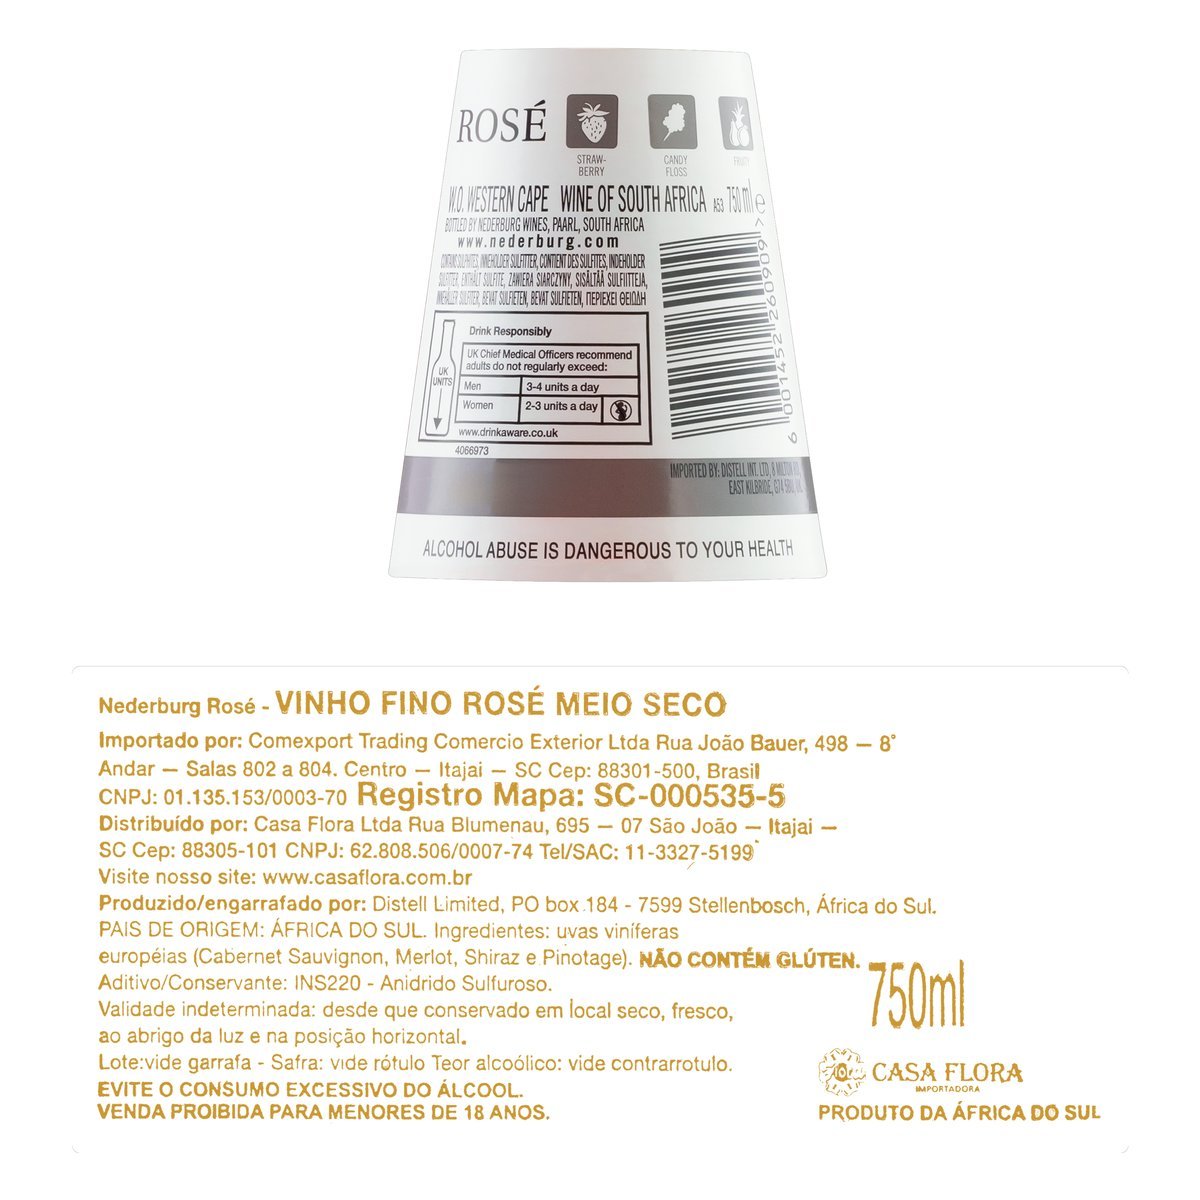 ROSÉ
STRAW-
BERRY
CANDY
FLOSS
FRUITY
W.O. WESTERN CAPE WINE OF SOUTH AFRICA A53 750 ml e
BOTTLED BY NEDERBURG WINES, PAARL, SOUTH AFRICA
www.nederburg.com
CONTAINS SULPHITES, INNEHOLDER SULFITTER, CONTIENT DES SULFITES, INDEHOLDER
SULFITTER, ENTHÄLT SULFITE, ZAWIERA SIARCZYNY, SISÄLTÄÄ SULFIITTEJA,
INNEHÅLLER SULFITER, BEVAT SULFIETEN, BEVAT SULFIETEN, ΠΕΡΙΕΧΕΙ ΘΕΙΩΔΗ
6 001452 260909 >
Drink Responsibly
UK Chief Medical Officers recommend
adults do not regularly exceed:
UK
UNITS
Men 3-4 units a day
Women 2-3 units a day
www.drinkaware.co.uk
4066973
IMPORTED BY: DISTELL INT. LTD, 8 MILTON
EAST KILBRIDE, G74 5BU,
ALCOHOL ABUSE IS DANGEROUS TO YOUR HEALTH
Nederburg Rosé - VINHO FINO ROSÉ MEIO SECO
Importado por: Comexport Trading Comercio Exterior Ltda Rua João Bauer, 498 – 8°
Andar – Salas 802 a 804. Centro – Itajai – SC Cep: 88301-500, Brasil
CNPJ: 01.135.153/0003-70 Registro Mapa: SC-000535-5
Distribuído por: Casa Flora Ltda Rua Blumenau, 695 – 07 São João – Itajai –
SC Cep: 88305-101 CNPJ: 62.808.506/0007-74 Tel/SAC: 11-3327-5199
Visite nosso site: www.casaflora.com.br
Produzido/engarrafado por: Distell Limited, PO box 184 - 7599 Stellenbosch, África do Sul.
PAIS DE ORIGEM: ÁFRICA DO SUL. Ingredientes: uvas viníferas
européias (Cabernet Sauvignon, Merlot, Shiraz e Pinotage). NÃO CONTÉM GLÚTEN.
Aditivo/Conservante: INS220 - Anidrido Sulfuroso.
750ml
Validade indeterminada: desde que conservado em local seco, fresco,
ao abrigo da luz e na posição horizontal.
Lote:vide garrafa - Safra: vide rótulo Teor alcoólico: vide contrarrotulo.
EVITE O CONSUMO EXCESSIVO DO ÁLCOOL.
VENDA PROIBIDA PARA MENORES DE 18 ANOS.
CASA FLORA
IMPORTADORA
PRODUTO DA ÁFRICA DO SUL